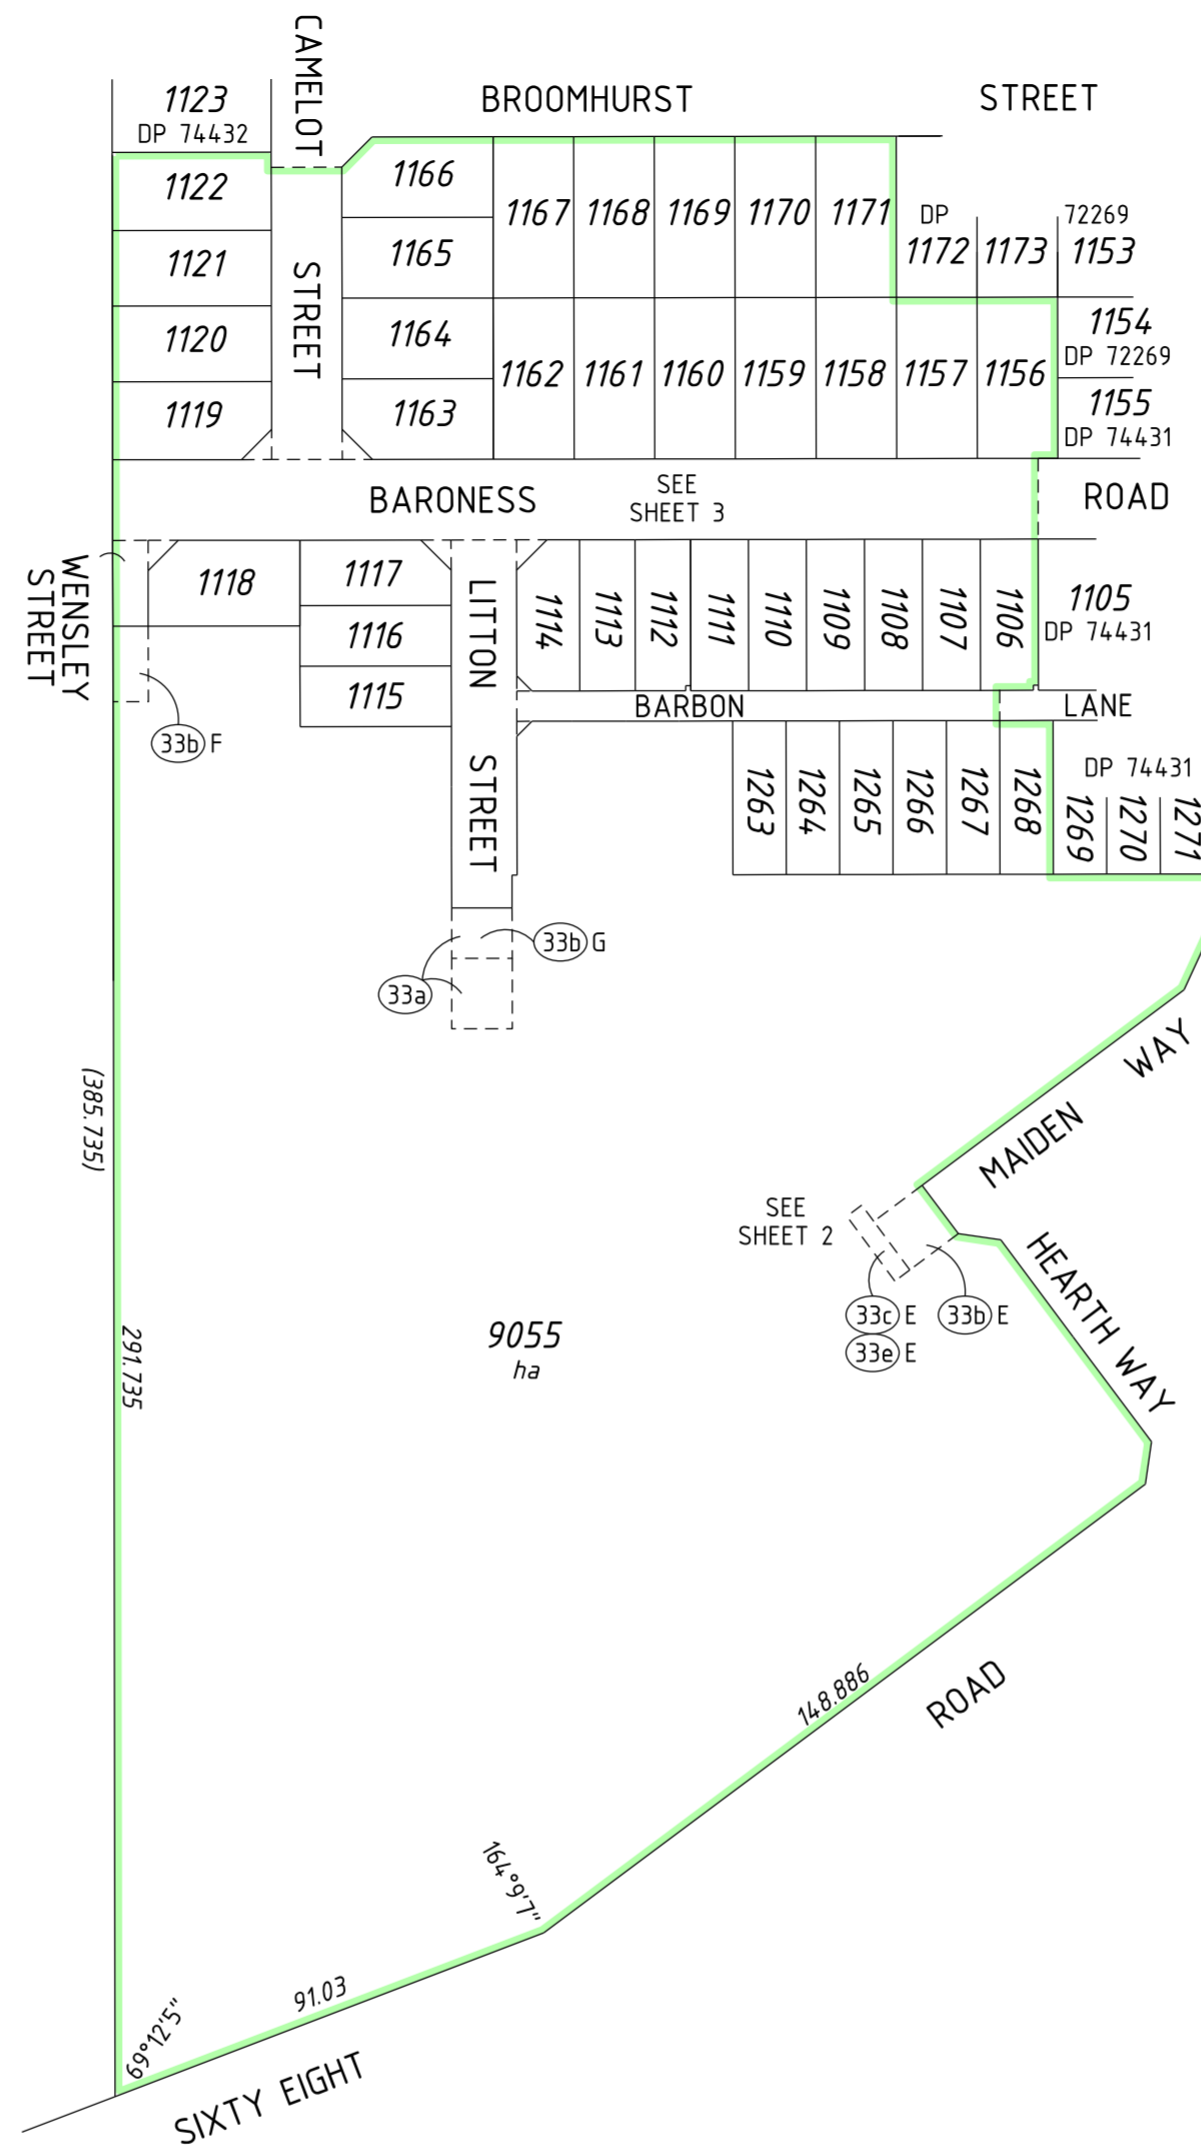 CAMELOT
STREET
BROOMHURST
STREET
1123
DP 74432
1122
1121
1120
1119
1166
1165
1164
1163
1167
1168
1169
1170
1171
DP
72269
1172
1173
1153
1162
1161
1160
1159
1158
1157
1156
1154
DP 72269
1155
DP 74431
BARONESS
SEE
SHEET 3
ROAD
WENSLEY
STREET
1118
1117
1116
1115
LITTON
STREET
1114
1113
1112
1111
1110
1109
1108
1107
1106
1105
DP 74431
BARBON
LANE
33b F
1263
1264
1265
1266
1267
1268
DP 74431
1269
1270
1271
33b G
33a
(385.735)
291.735
MAIDEN
WAY
SEE
SHEET 2
HEARTH WAY
33c E
33b E
33e E
9055
ha
148.886
ROAD
164°9'7"
91.03
69°12'5"
SIXTY EIGHT